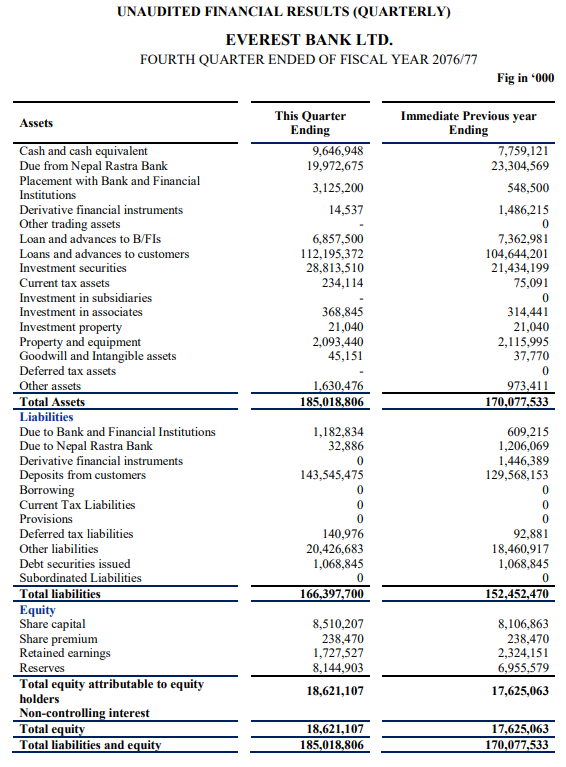 UNAUDITED FINANCIAL RESULTS (QUARTERLY)
EVEREST BANK LTD.
FOURTH QUARTER ENDED OF FISCAL YEAR 2076/77
Fig in ‘000
Assets This Quarter Ending Immediate Previous year Ending
Cash and cash equivalent 9,646,948 7,759,121
Due from Nepal Rastra Bank 19,972,675 23,304,569
Placement with Bank and Financial Institutions 3,125,200 548,500
Derivative financial instruments 14,537 1,486,215
Other trading assets - 0
Loan and advances to B/FIs 6,857,500 7,362,981
Loans and advances to customers 112,195,372 104,644,201
Investment securities 28,813,510 21,434,199
Current tax assets 234,114 75,091
Investment in subsidiaries - 0
Investment in associates 368,845 314,441
Investment property 21,040 21,040
Property and equipment 2,093,440 2,115,995
Goodwill and Intangible assets 45,151 37,770
Deferred tax assets - 0
Other assets 1,630,476 973,411
Total Assets 185,018,806 170,077,533
Liabilities
Due to Bank and Financial Institutions 1,182,834 609,215
Due to Nepal Rastra Bank 32,886 1,206,069
Derivative financial instruments 0 1,446,389
Deposits from customers 143,545,475 129,568,153
Borrowing 0 0
Current Tax Liabilities 0 0
Provisions 0 0
Deferred tax liabilities 140,976 92,881
Other liabilities 20,426,683 18,460,917
Debt securities issued 1,068,845 1,068,845
Subordinated Liabilities 0 0
Total liabilities 166,397,700 152,452,470
Equity
Share capital 8,510,207 8,106,863
Share premium 238,470 238,470
Retained earnings 1,727,527 2,324,151
Reserves 8,144,903 6,955,579
Total equity attributable to equity holders 18,621,107 17,625,063
Non-controlling interest
Total equity 18,621,107 17,625,063
Total liabilities and equity 185,018,806 170,077,533